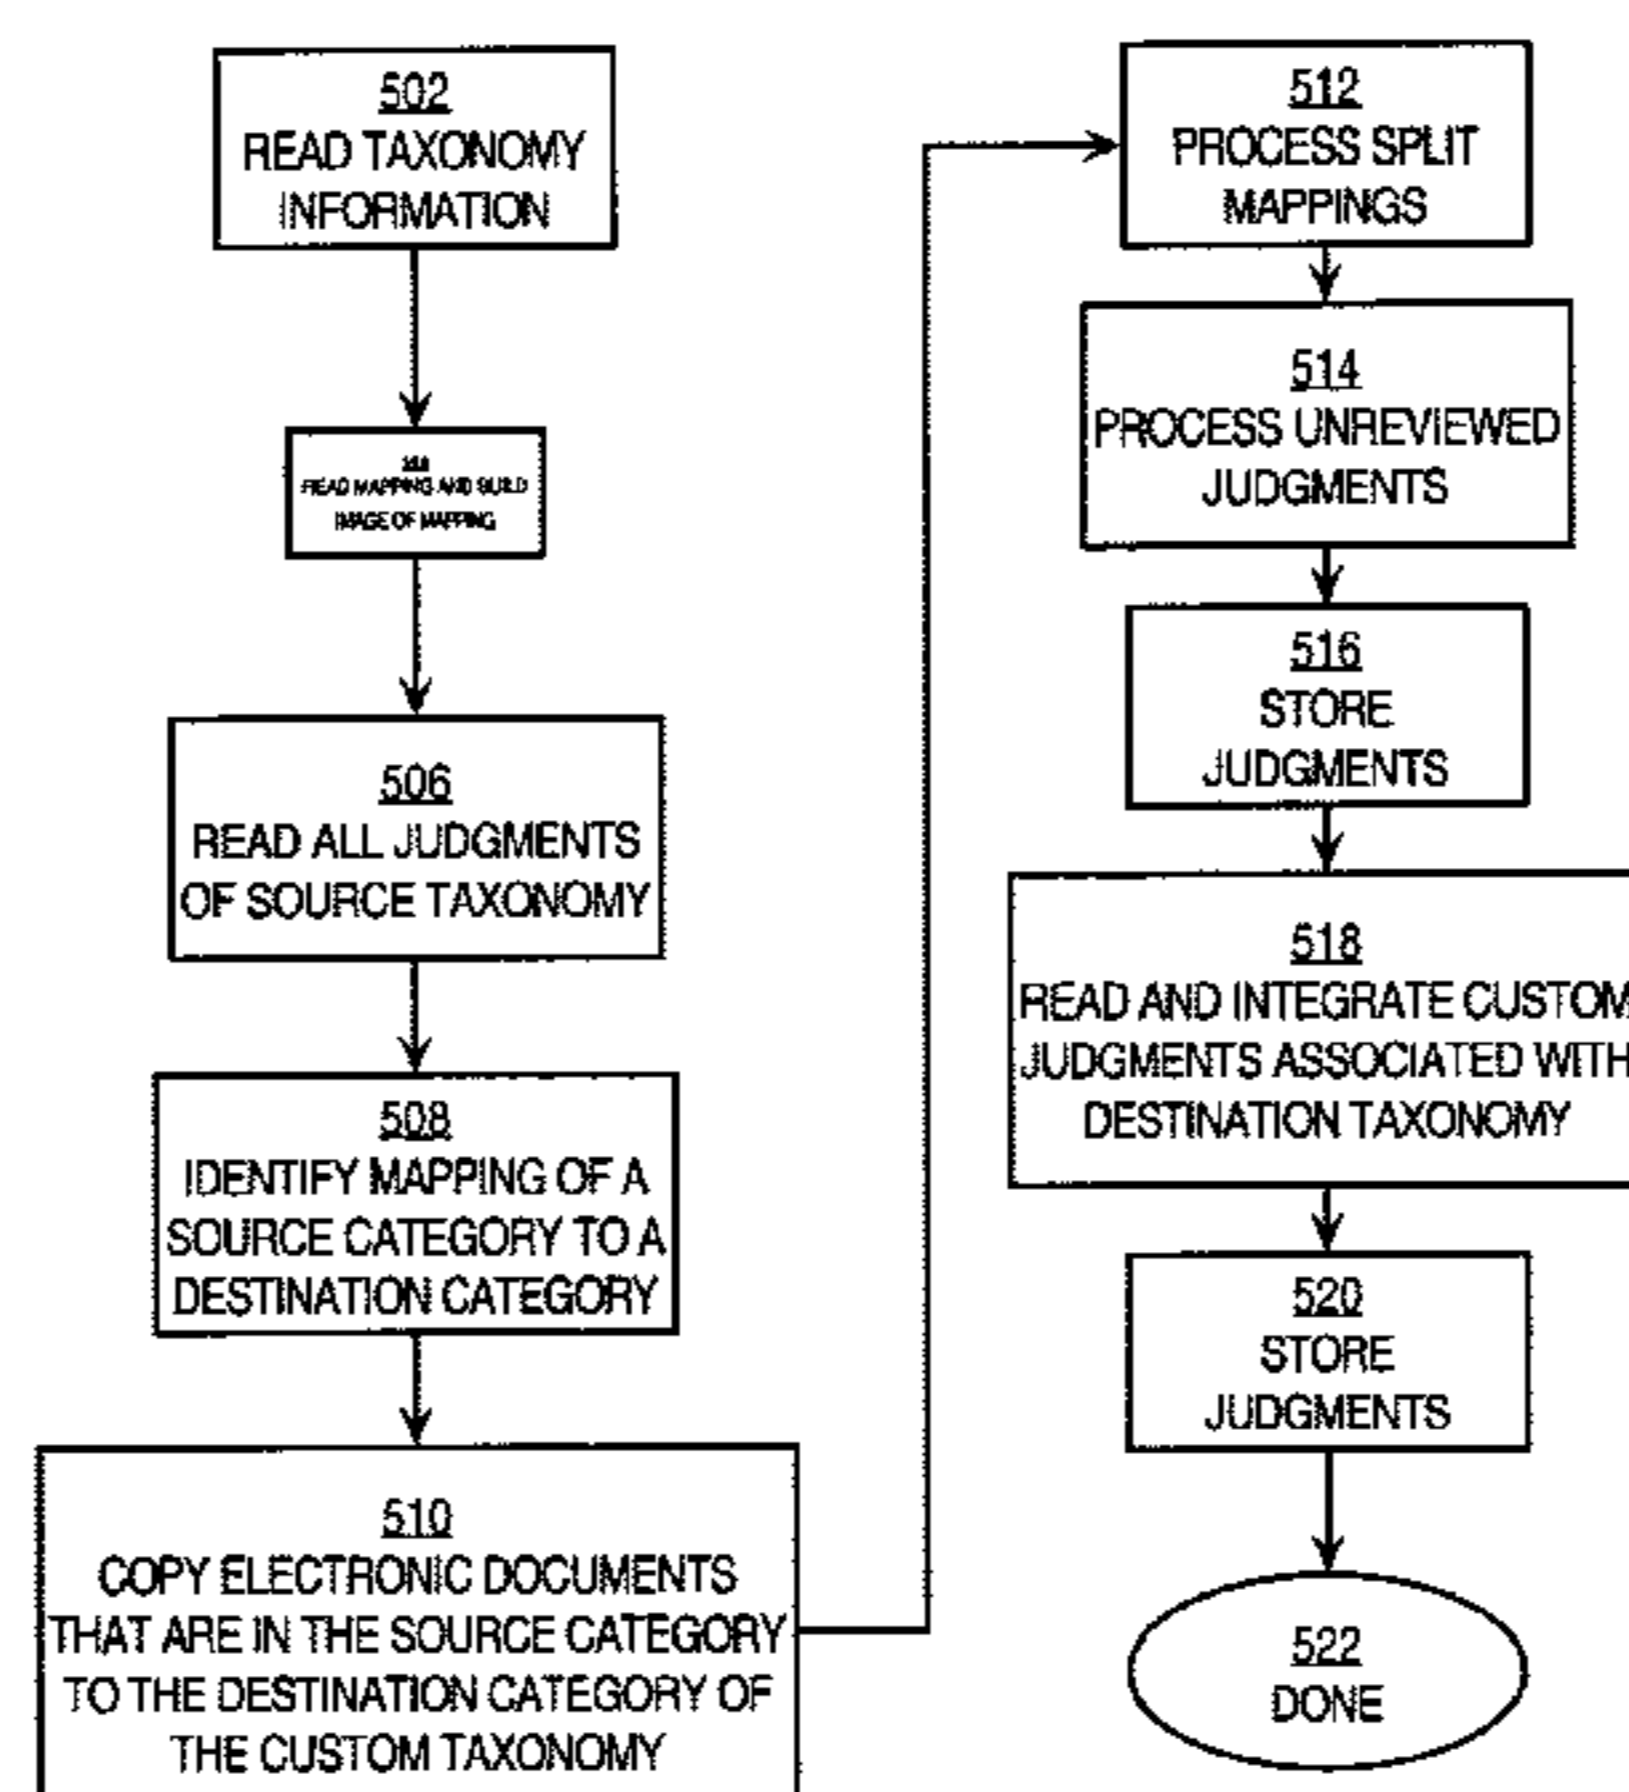 502
READ TAXONOMY
INFORMATION
READ MAPPING AND BUILD
IMAGE OF MAPPING
506
READ ALL JUDGMENTS
OF SOURCE TAXONOMY
508
IDENTIFY MAPPING OF A
SOURCE CATEGORY TO A
DESTINATION CATEGORY
510
COPY ELECTRONIC DOCUMENTS
THAT ARE IN THE SOURCE CATEGORY
TO THE DESTINATION CATEGORY OF
THE CUSTOM TAXONOMY
512
PROCESS SPLIT
MAPPINGS
514
PROCESS UNREVIEWED
JUDGMENTS
516
STORE
JUDGMENTS
518
READ AND INTEGRATE CUSTOM
JUDGMENTS ASSOCIATED WITH
DESTINATION TAXONOMY
520
STORE
JUDGMENTS
522
DONE